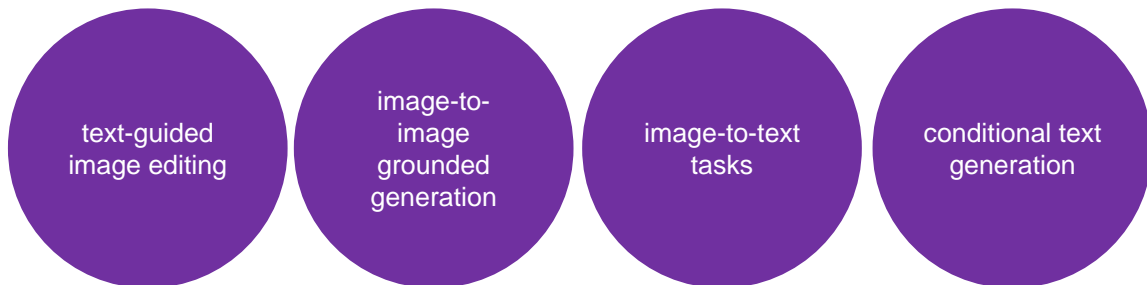 text-guided
image editing
image-to-
image
grounded
generation
image-to-text
tasks
conditional text
generation